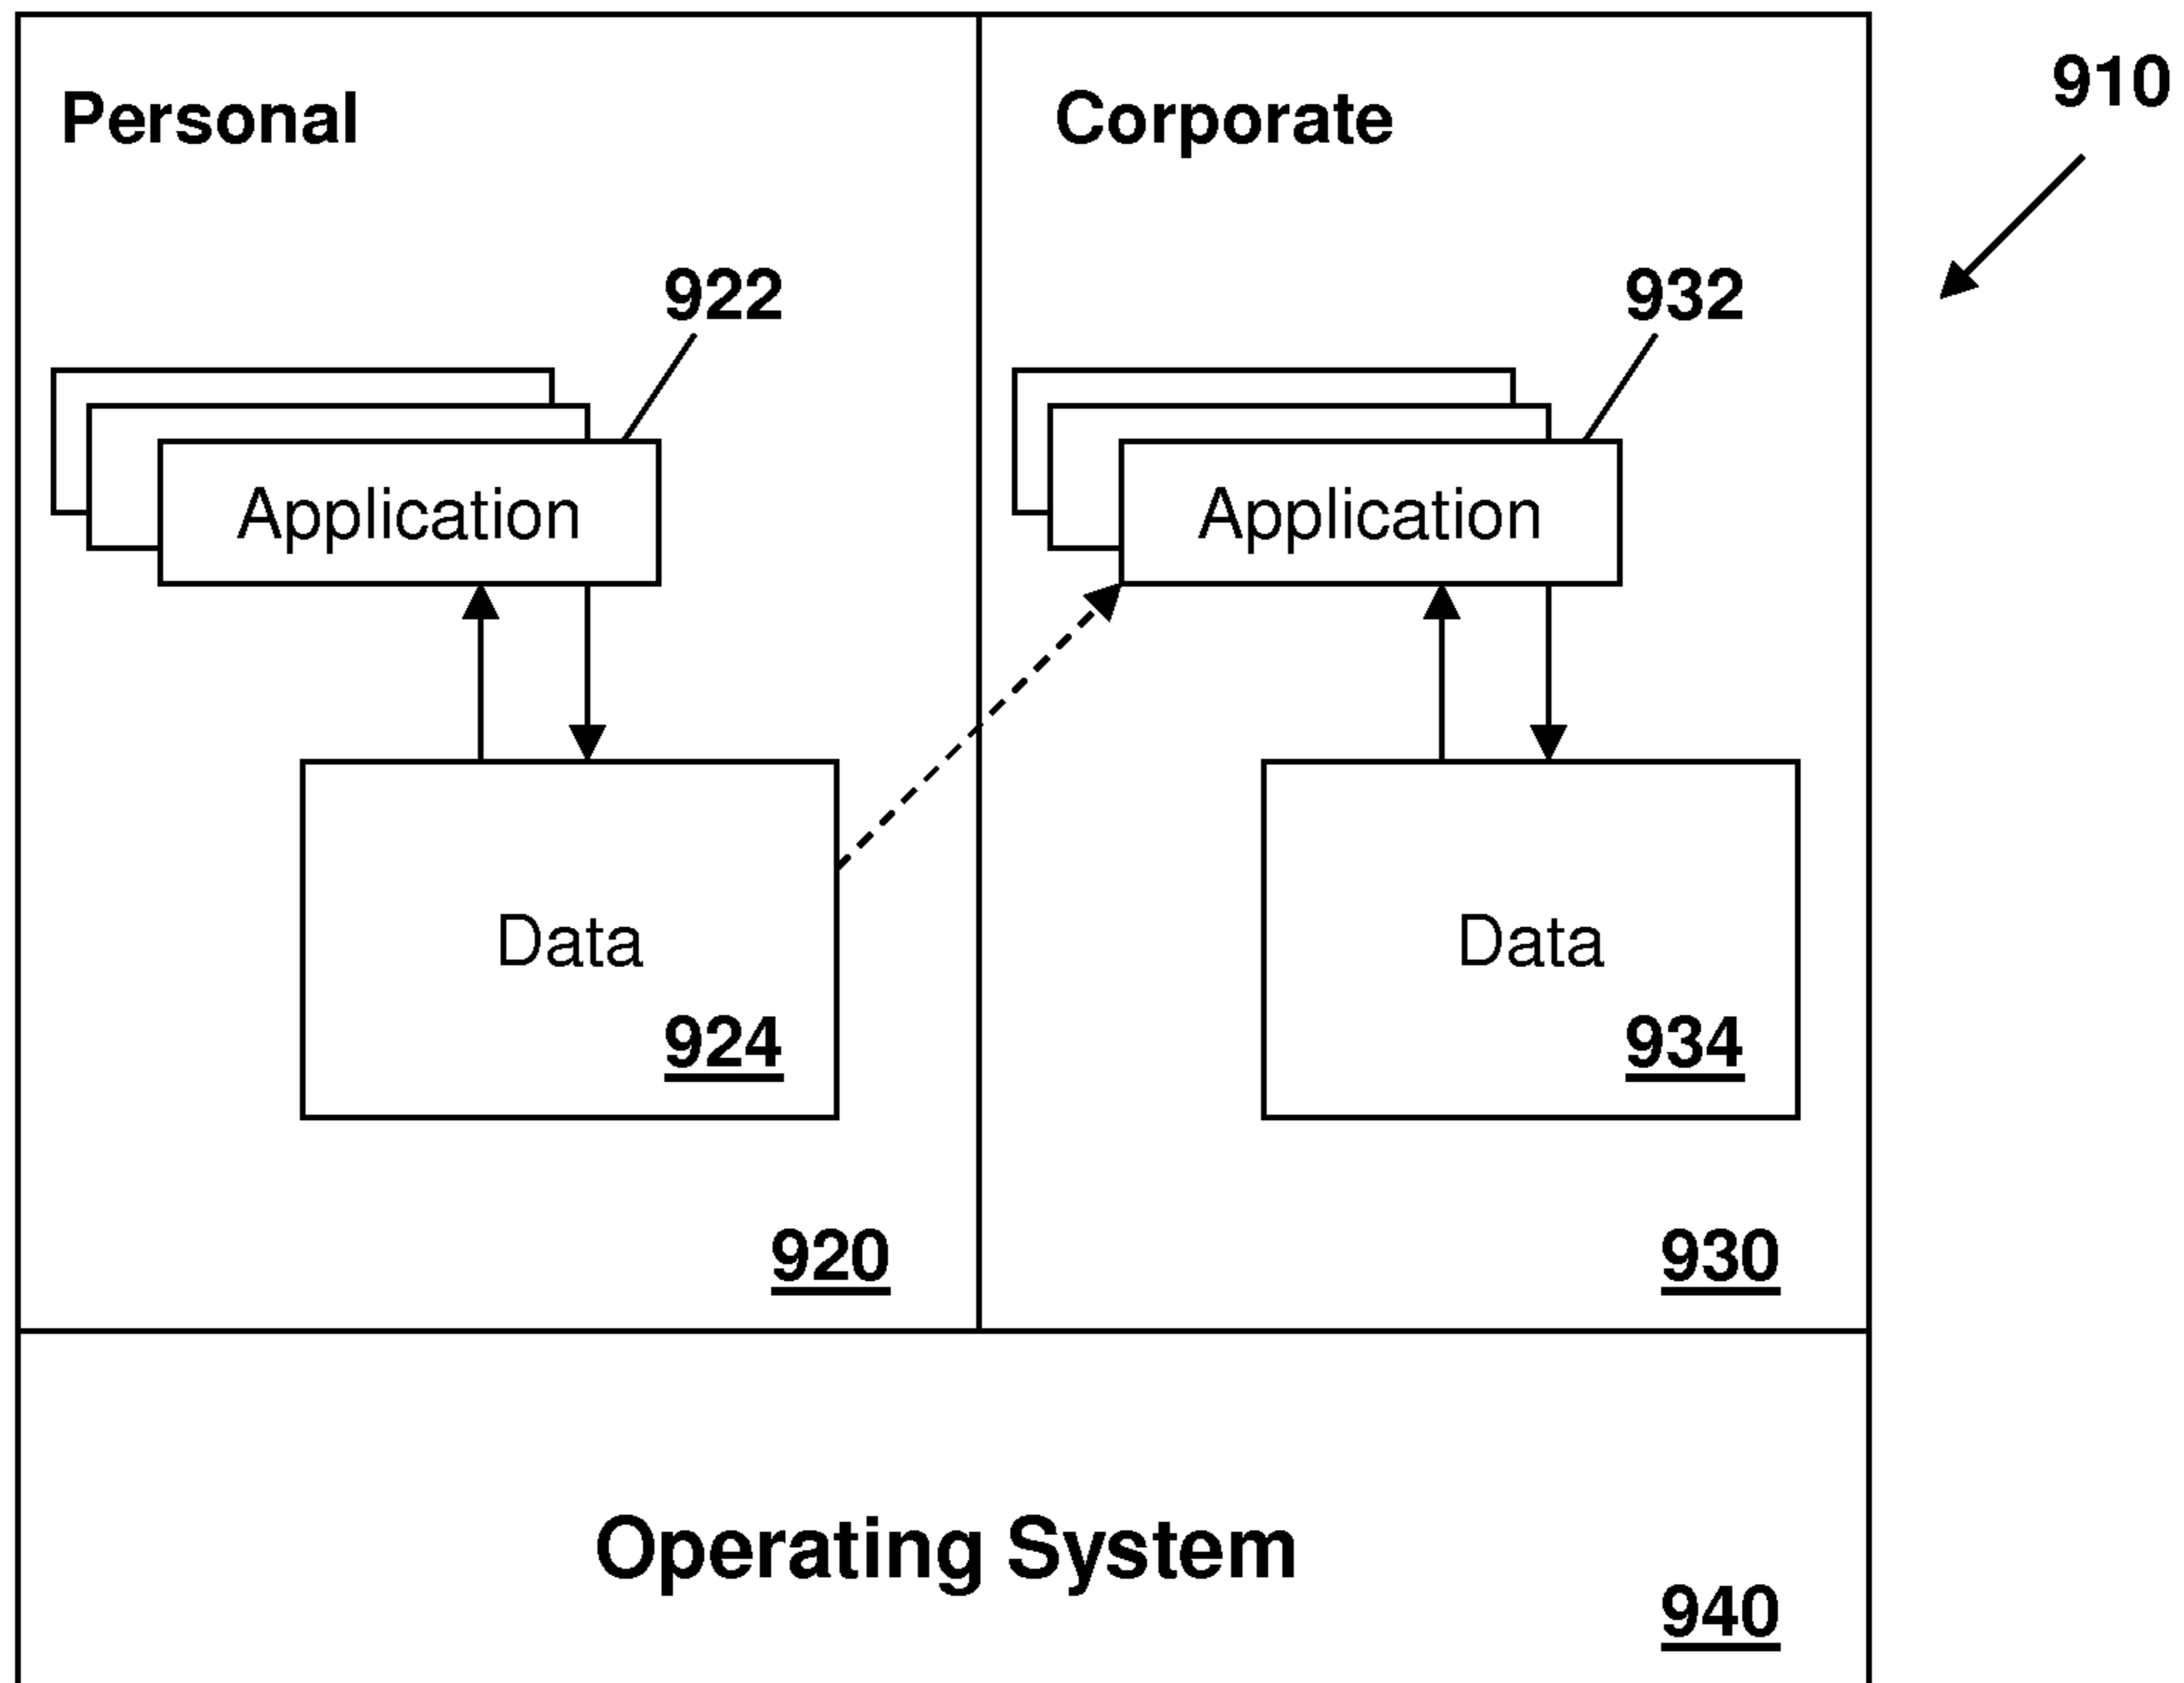 Personal
Corporate
910
922
932
Application
Application
Data
Data
924
934
920
930
Operating System
940